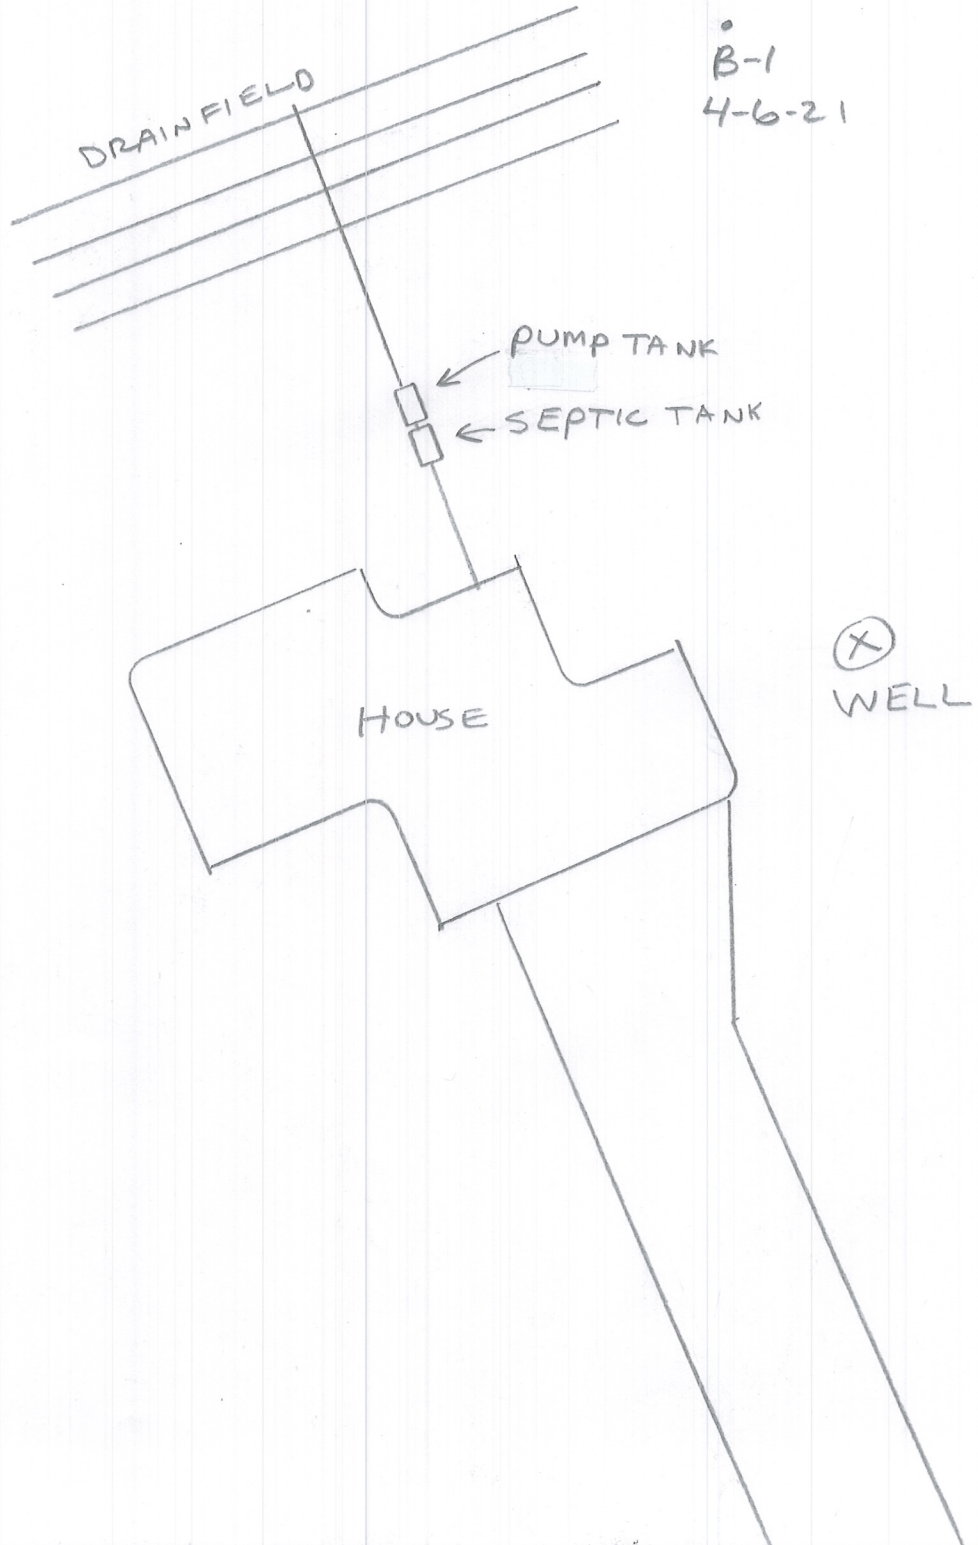 B-1
4-6-21
DRAINFIELD
PUMP TANK
SEPTIC TANK
HOUSE
X
WELL